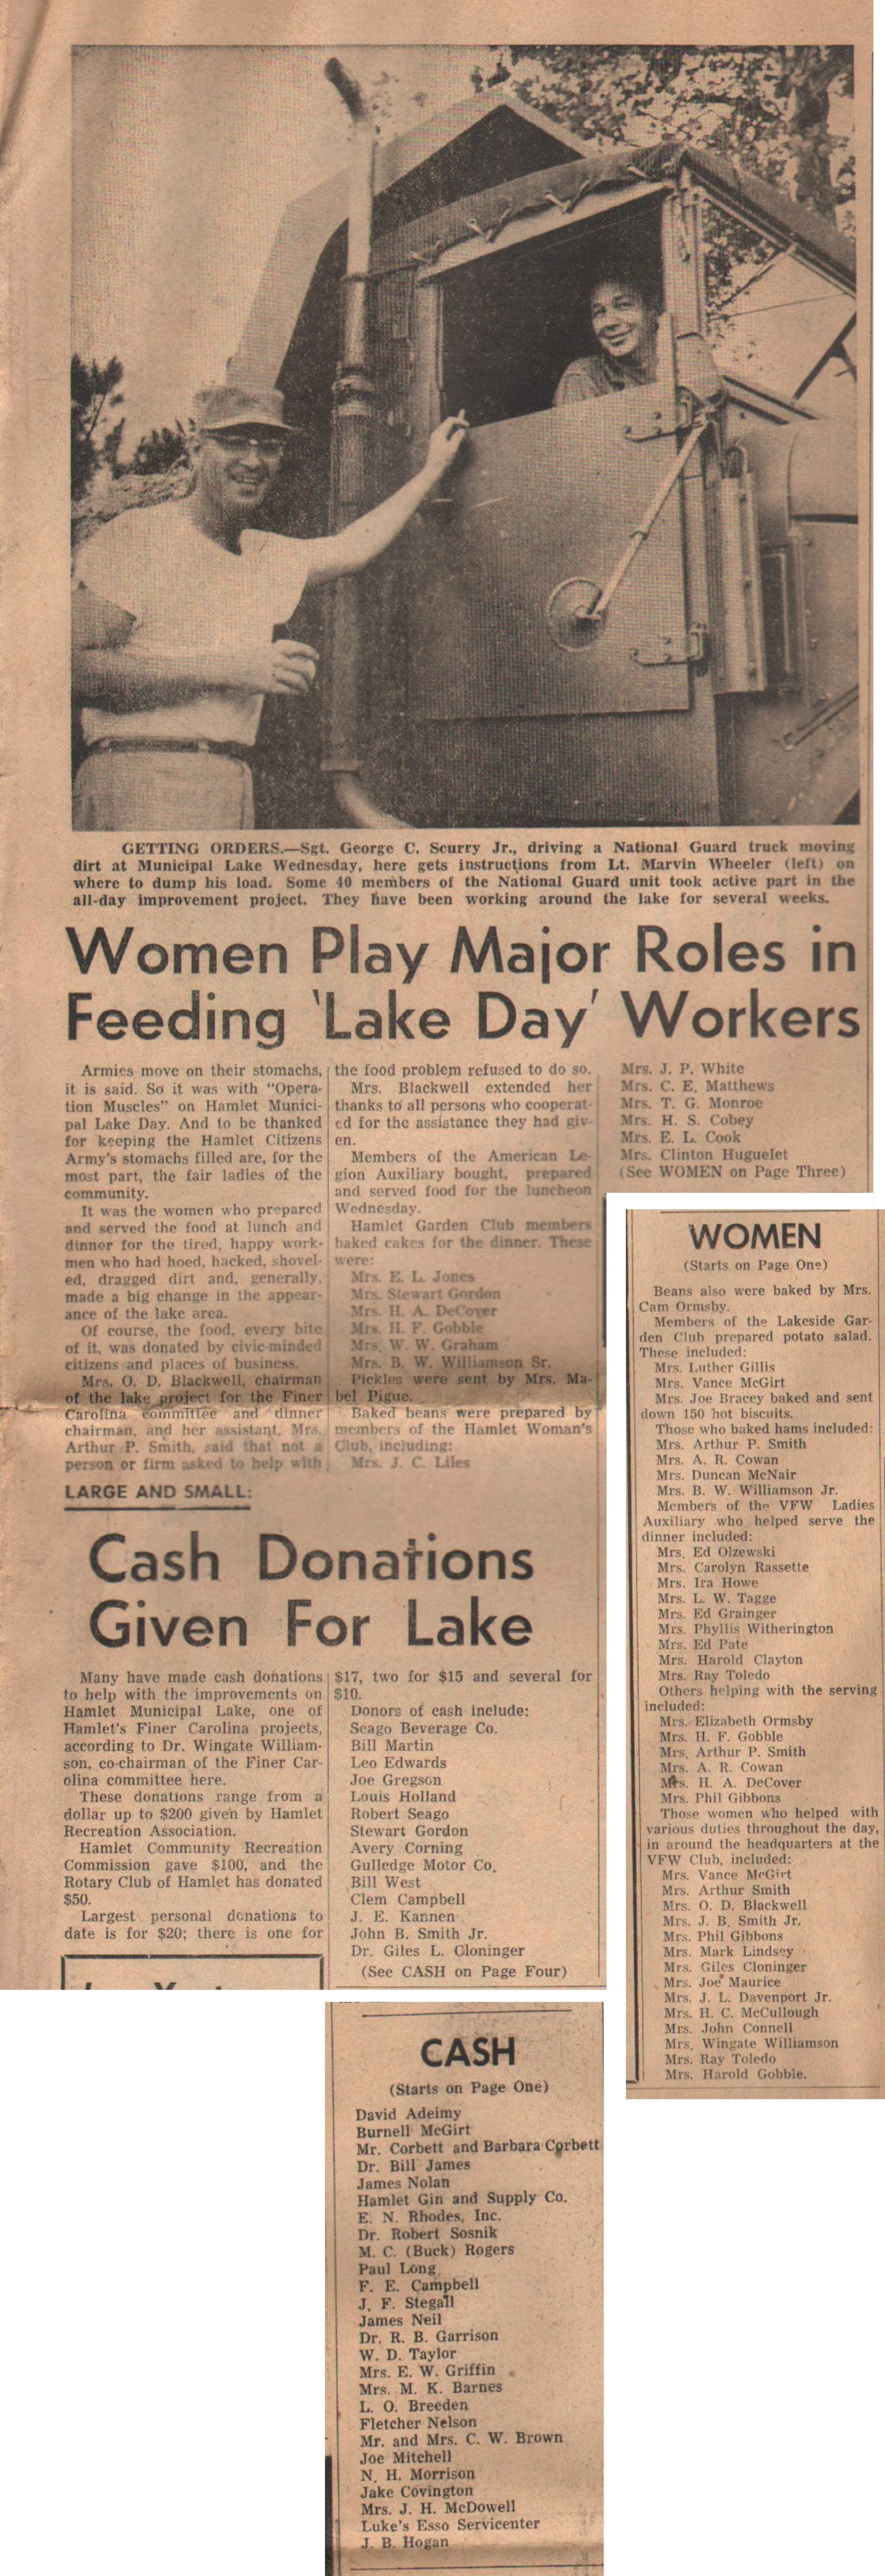 GETTING ORDERS.—Sgt. George C. Scurry Jr., driving a National Guard truck moving
dirt at Municipal Lake Wednesday, here gets instructions from Lt. Marvin Wheeler (left) on
where to dump his load. Some 40 members of the National Guard unit took active part in the
all-day improvement project. They have been working around the lake for several weeks.
Women Play Major Roles in
Feeding 'Lake Day' Workers
Armies move on their stomachs,
it is said. So it was with "Opera-
tion Muscles" on Hamlet Munici-
pal Lake Day. And to be thanked
for keeping the Hamlet Citizens
Army's stomachs filled are, for the
most part, the fair ladies of the
community.
It was the women who prepared
and served the food at lunch and
dinner for the tired, happy work-
men who had hoed, hacked, shovel-
ed, dragged dirt and, generally,
made a big change in the appear-
ance of the lake area.
Of course, the food, every bite
of it, was donated by civic-minded
citizens and places of business.
Mrs. O. D. Blackwell, chairman
of the lake project for the Finer
Carolina committee and dinner
chairman, and her assistant, Mrs.
Arthur P. Smith, said that not a
person or firm asked to help with
the food problem refused to do so.
Mrs. Blackwell extended her
thanks to all persons who cooperat-
ed for the assistance they had giv-
en.
Members of the American Le-
gion Auxiliary bought, prepared
and served food for the luncheon
Wednesday.
Hamlet Garden Club members
baked cakes for the dinner. These
were:
Mrs. E. L. Jones
Mrs. Stewart Gordon
Mrs. H. A. DeCover
Mrs. H. F. Gobble
Mrs. W. W. Graham
Mrs. B. W. Williamson Sr.
Pickles were sent by Mrs. Ma-
bel Pigue.
Baked beans were prepared by
members of the Hamlet Woman's
Club, including:
Mrs. J. C. Liles
Mrs. J. P. White
Mrs. C. E. Matthews
Mrs. T. G. Monroe
Mrs. H. S. Cobey
Mrs. E. L. Cook
Mrs. Clinton Huguelet
(See WOMEN on Page Three)
WOMEN
(Starts on Page One)
Beans also were baked by Mrs.
Cam Ormsby.
Members of the Lakeside Gar-
den Club prepared potato salad.
These included:
Mrs. Luther Gillis
Mrs. Vance McGirt
Mrs. Joe Bracey baked and sent
down 150 hot biscuits.
Those who baked hams included:
Mrs. Arthur P. Smith
Mrs. A. R. Cowan
Mrs. Duncan McNair
Mrs. B. W. Williamson Jr.
Members of the VFW Ladies
Auxiliary who helped serve the
dinner included:
Mrs. Ed Olzewski
Mrs. Carolyn Rassette
Mrs. Ira Howe
Mrs. L. W. Tagge
Mrs. Ed Grainger
Mrs. Phyllis Witherington
Mrs. Ed Pate
Mrs. Harold Clayton
Mrs. Ray Toledo
Others helping with the serving
included:
Mrs. Elizabeth Ormsby
Mrs. H. F. Gobble
Mrs. Arthur P. Smith
Mrs. A. R. Cowan
Mrs. H. A. DeCover
Mrs. Phil Gibbons
Those women who helped with
various duties throughout the day,
in around the headquarters at the
VFW Club, included:
Mrs. Vance McGirt
Mrs. Arthur Smith
Mrs. O. D. Blackwell
Mrs. J. B. Smith Jr.
Mrs. Phil Gibbons
Mrs. Mark Lindsey
Mrs. Giles Cloninger
Mrs. Joe Maurice
Mrs. J. L. Davenport Jr.
Mrs. H. C. McCullough
Mrs. John Connell
Mrs. Wingate Williamson
Mrs. Ray Toledo
Mrs. Harold Gobble.
LARGE AND SMALL:
Cash Donations
Given For Lake
Many have made cash donations
to help with the improvements on
Hamlet Municipal Lake, one of
Hamlet's Finer Carolina projects,
according to Dr. Wingate William-
son, co-chairman of the Finer Car-
olina committee here.
These donations range from a
dollar up to $200 given by Hamlet
Recreation Association.
Hamlet Community Recreation
Commission gave $100, and the
Rotary Club of Hamlet has donated
$50.
Largest personal donations to
date is for $20; there is one for
$17, two for $15 and several for
$10.
Donors of cash include:
Seago Beverage Co.
Bill Martin
Leo Edwards
Joe Gregson
Louis Holland
Robert Seago
Stewart Gordon
Avery Corning
Gulledge Motor Co.
Bill West
Clem Campbell
J. E. Kannen
John B. Smith Jr.
Dr. Giles L. Cloninger
(See CASH on Page Four)
CASH
(Starts on Page One)
David Adeimy
Burnell McGirt
Mr. Corbett and Barbara Corbett
Dr. Bill James
James Nolan
Hamlet Gin and Supply Co.
E. N. Rhodes, Inc.
Dr. Robert Sosnik
M. C. (Buck) Rogers
Paul Long
F. E. Campbell
J. F. Stegall
James Neil
Dr. R. B. Garrison
W. D. Taylor
Mrs. E. W. Griffin
Mrs. M. K. Barnes
L. O. Breeden
Fletcher Nelson
Mr. and Mrs. C. W. Brown
Joe Mitchell
N. H. Morrison
Jake Covington
Mrs. J. H. McDowell
Luke's Esso Servicenter
J. B. Hogan